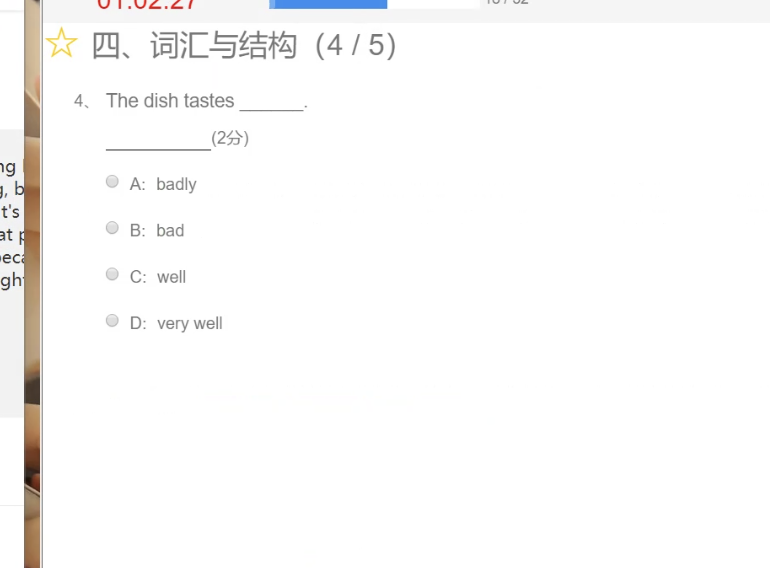 01:02:27
四、词汇与结构（4 / 5）
4、 The dish tastes ______.
___________(2分)
A: badly
B: bad
C: well
D: very well
ng
g, b
t's
at p
eca
ght